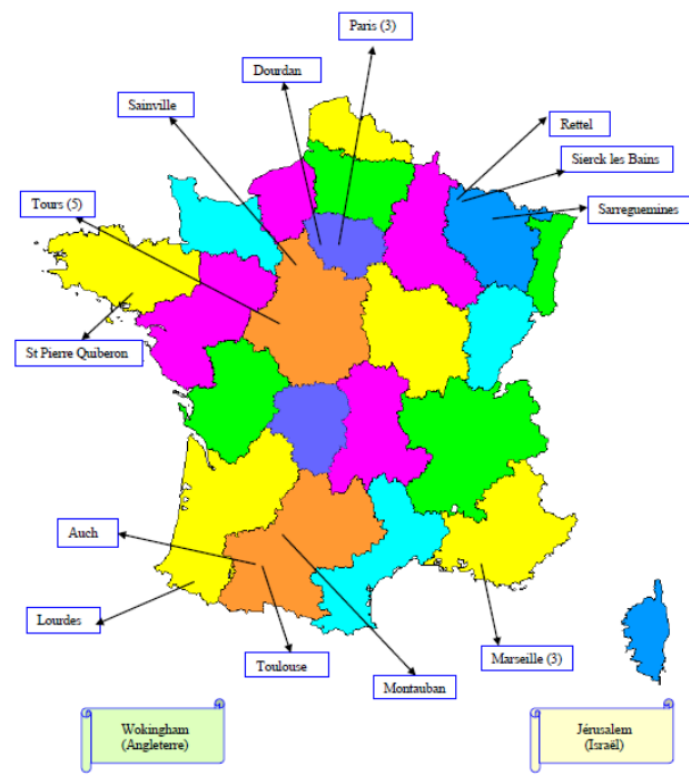 Paris (3)
Dourdan
Sainville
Rettel
Sierck les Bains
Tours (5)
Sarreguemines
St Pierre Quiberon
Auch
Lourdes
Toulouse
Marseille (3)
Montauban
Wokingham
(Angleterre)
Jérusalem
(Israël)